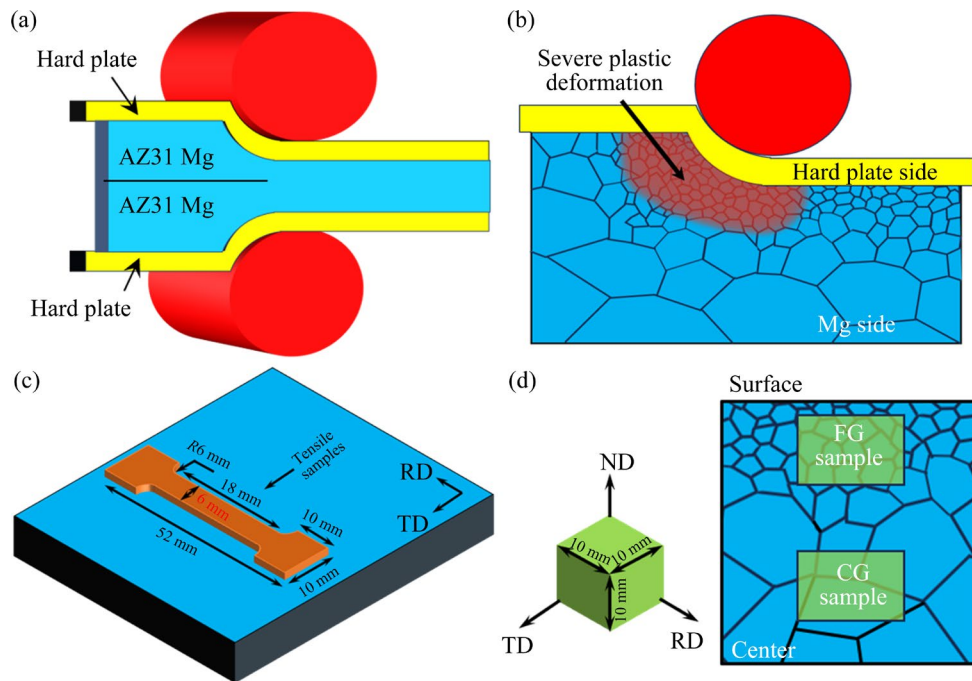 (a)
Hard plate
AZ31 Mg
AZ31 Mg
Hard plate
(b)
Severe plastic
deformation
Hard plate side
Mg side
(c)
R6 mm
Tensile
samples
18 mm
6 mm
10 mm
52 mm
10 mm
RD
TD
(d)
ND
10 mm
10 mm
10 mm
TD
RD
Surface
FG
sample
CG
sample
Center